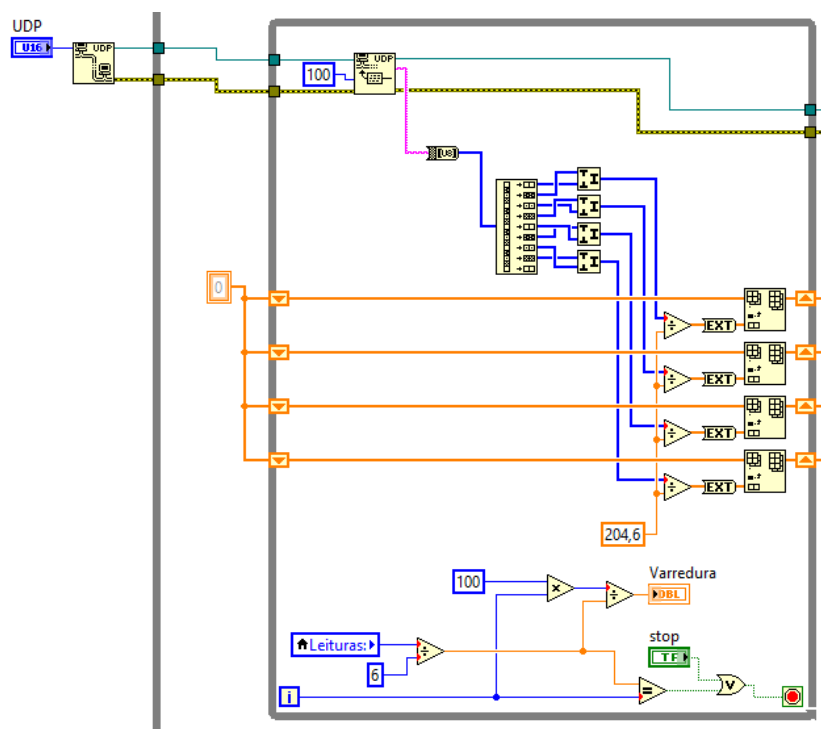 UDP
U16
UDP
UDP
100
[U8]
0
EXT
EXT
EXT
EXT
204,6
100
Varredura
DBL
Leituras:
6
stop
TF
i